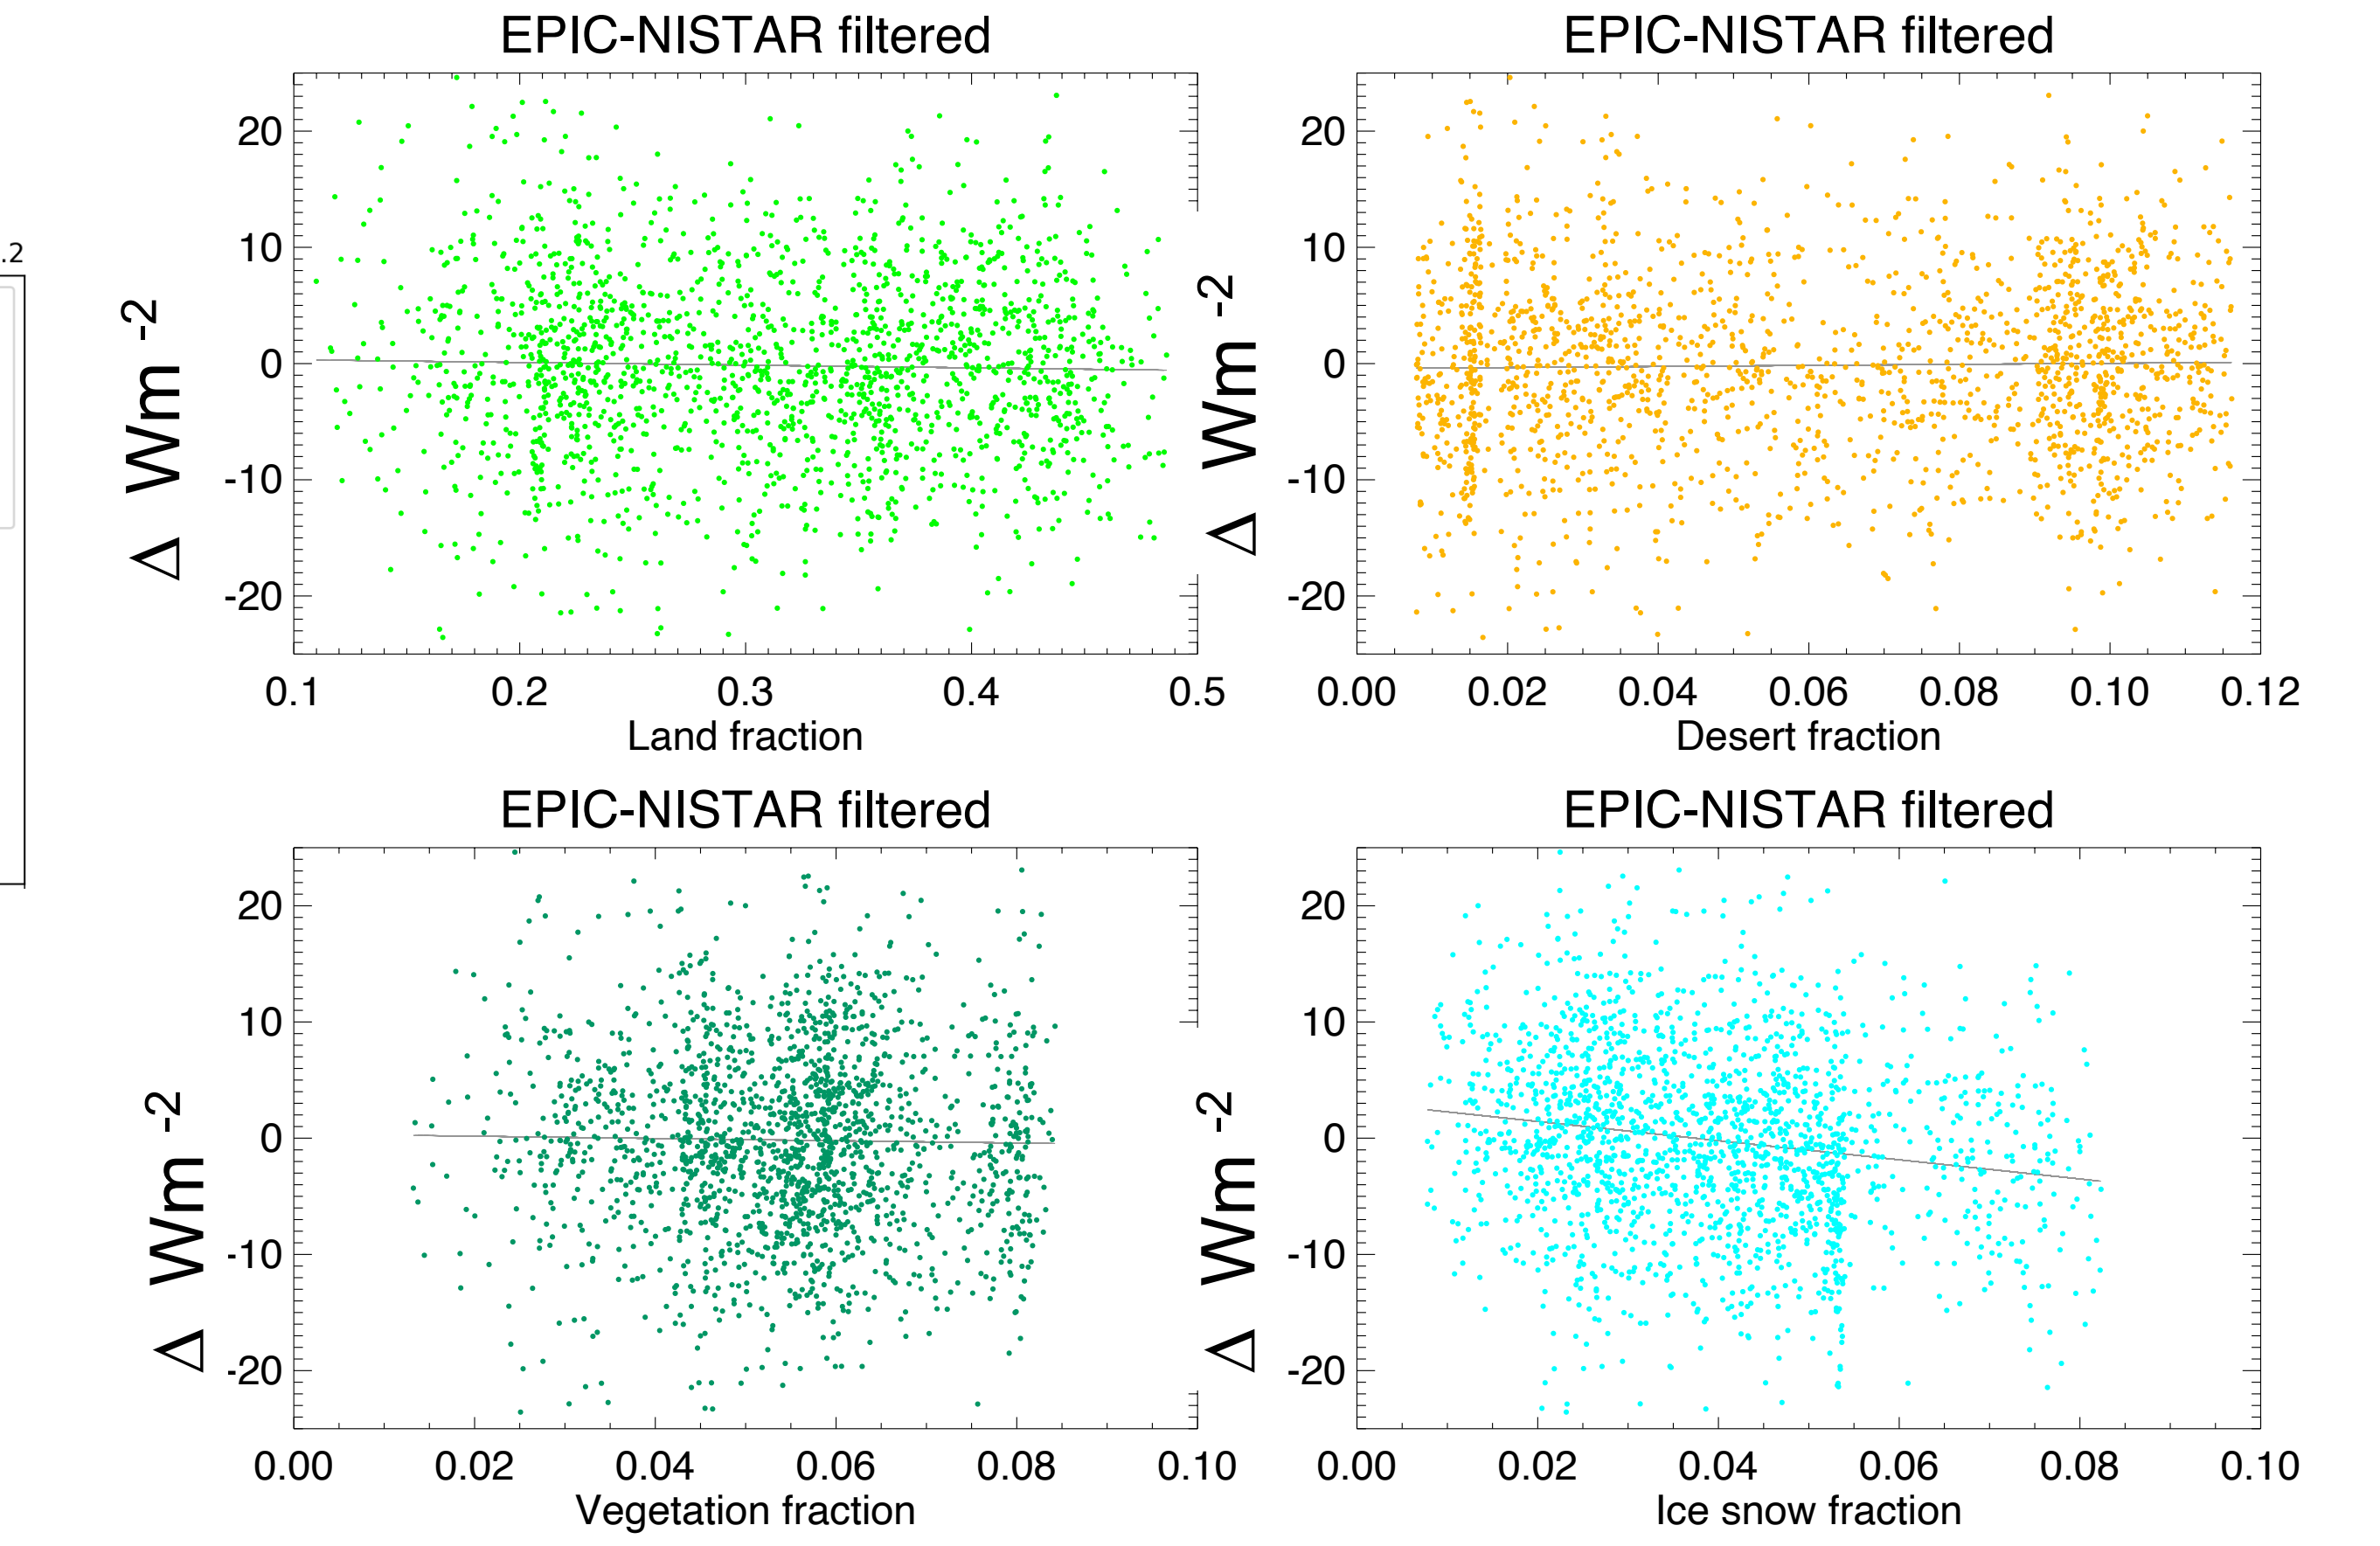 .2
EPIC-NISTAR filtered
Δ Wm -2
20
10
0
-10
-20
0.1 0.2 0.3 0.4 0.5
Land fraction
EPIC-NISTAR filtered
Δ Wm -2
20
10
0
-10
-20
0.00 0.02 0.04 0.06 0.08 0.10 0.12
Desert fraction
EPIC-NISTAR filtered
Δ Wm -2
20
10
0
-10
-20
0.00 0.02 0.04 0.06 0.08 0.10
Vegetation fraction
EPIC-NISTAR filtered
Δ Wm -2
20
10
0
-10
-20
0.00 0.02 0.04 0.06 0.08 0.10
Ice snow fraction